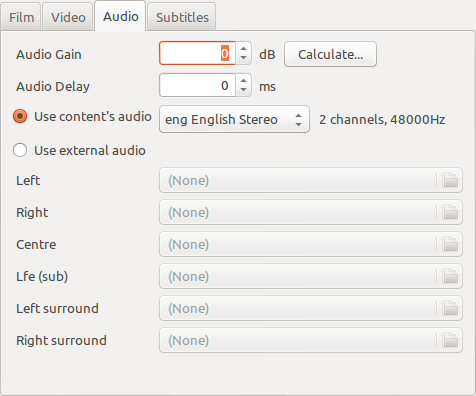 Film Video Audio Subtitles
Audio Gain 0 dB Calculate...
Audio Delay 0 ms
Use content's audio eng English Stereo 2 channels, 48000Hz
Use external audio
Left (None)
Right (None)
Centre (None)
Lfe (sub) (None)
Left surround (None)
Right surround (None)